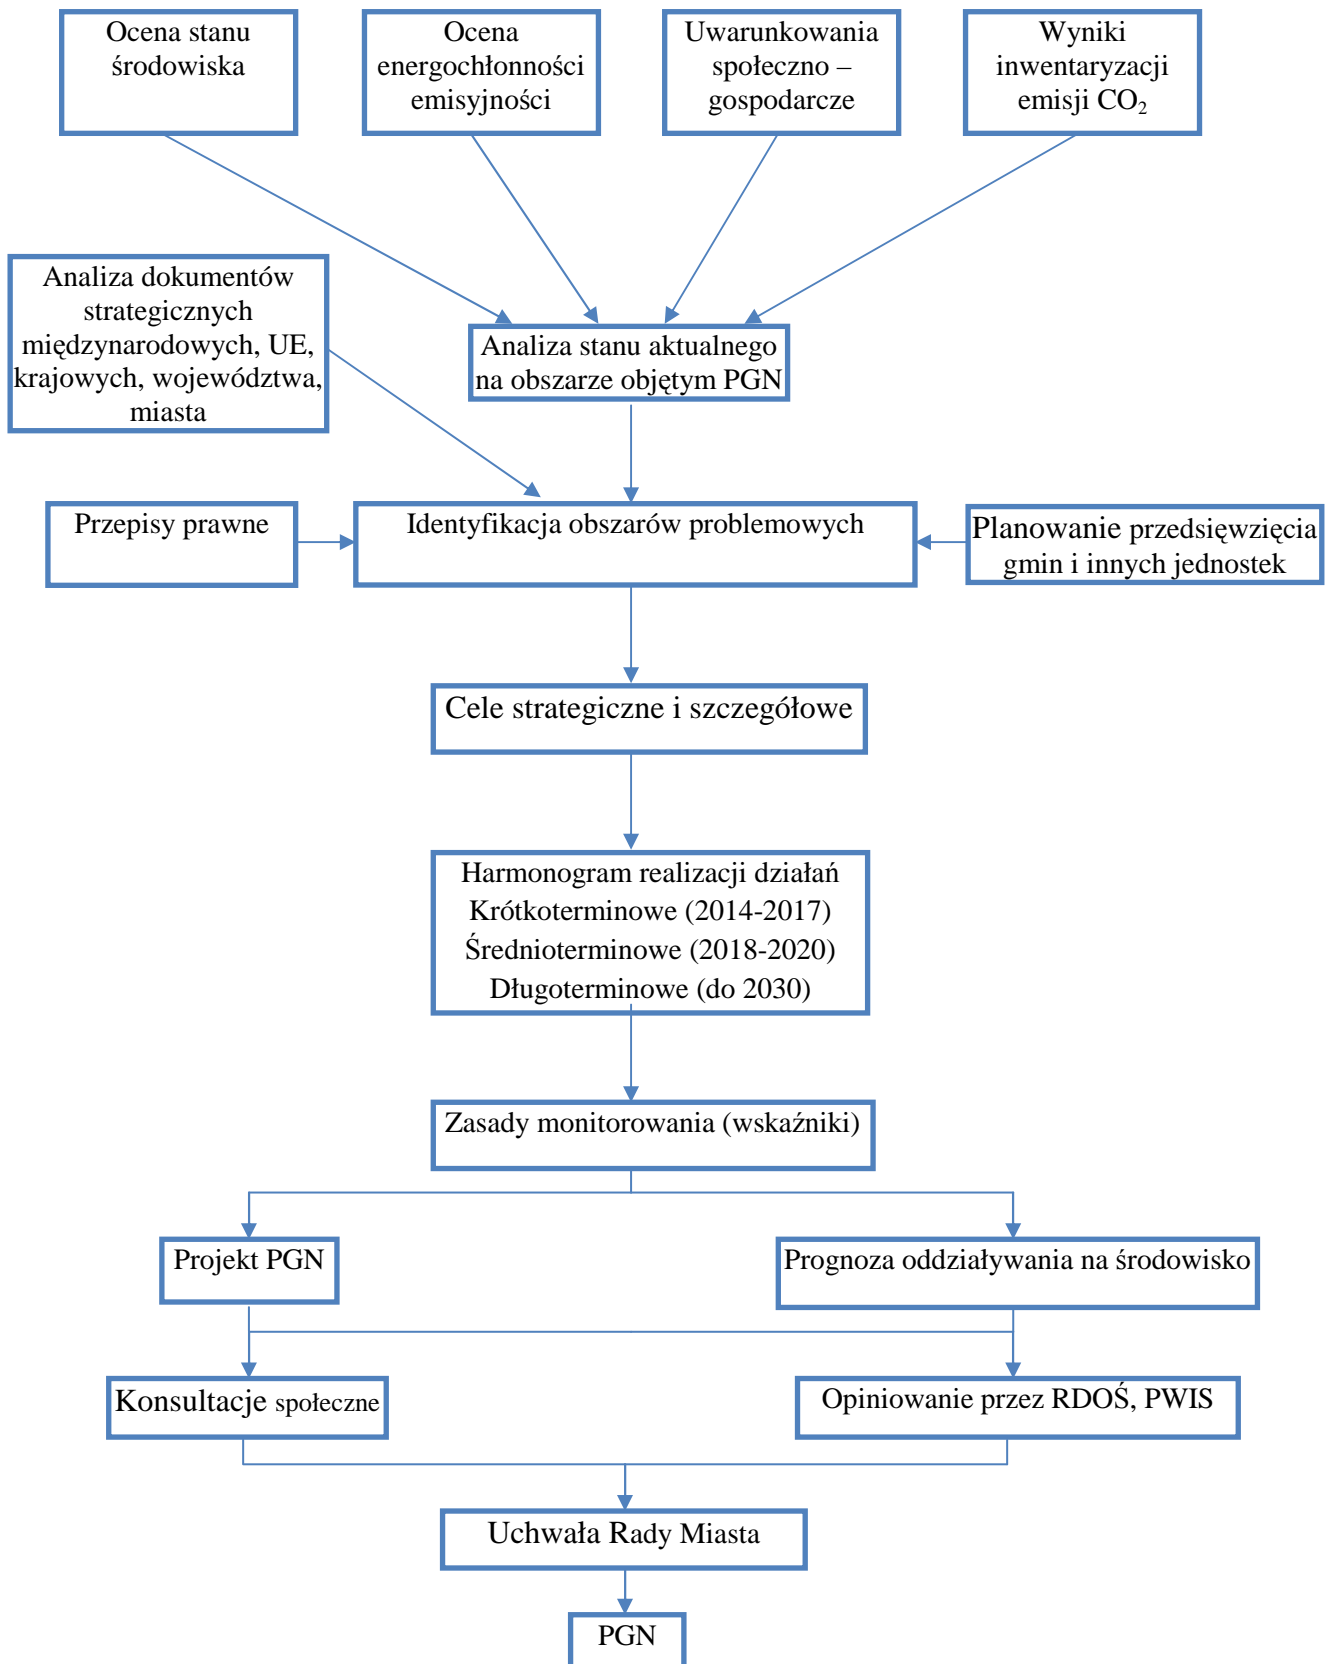 Ocena stanu
środowiska
Ocena
energochłonności
emisyjności
Uwarunkowania
społeczno –
gospodarcze
Wyniki
inwentaryzacji
emisji CO₂
Analiza dokumentów
strategicznych
międzynarodowych, UE,
krajowych, województwa,
miasta
Analiza stanu aktualnego
na obszarze objętym PGN
Przepisy prawne
Identyfikacja obszarów problemowych
Planowanie przedsięwzięcia
gmin i innych jednostek
Cele strategiczne i szczegółowe
Harmonogram realizacji działań
Krótkoterminowe (2014-2017)
Średnioterminowe (2018-2020)
Długoterminowe (do 2030)
Zasady monitorowania (wskaźniki)
Projekt PGN
Prognoza oddziaływania na środowisko
Konsultacje społeczne
Opiniowanie przez RDOŚ, PWIS
Uchwała Rady Miasta
PGN